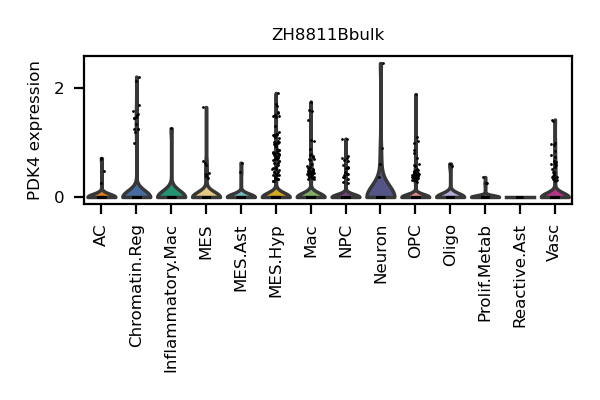 ZH8811Bbulk
PDK4 expression
2
0
AC
Chromatin.Reg
Inflammatory.Mac
MES
MES.Ast
MES.Hyp
Mac
NPC
Neuron
OPC
Oligo
Prolif.Metab
Reactive.Ast
Vasc